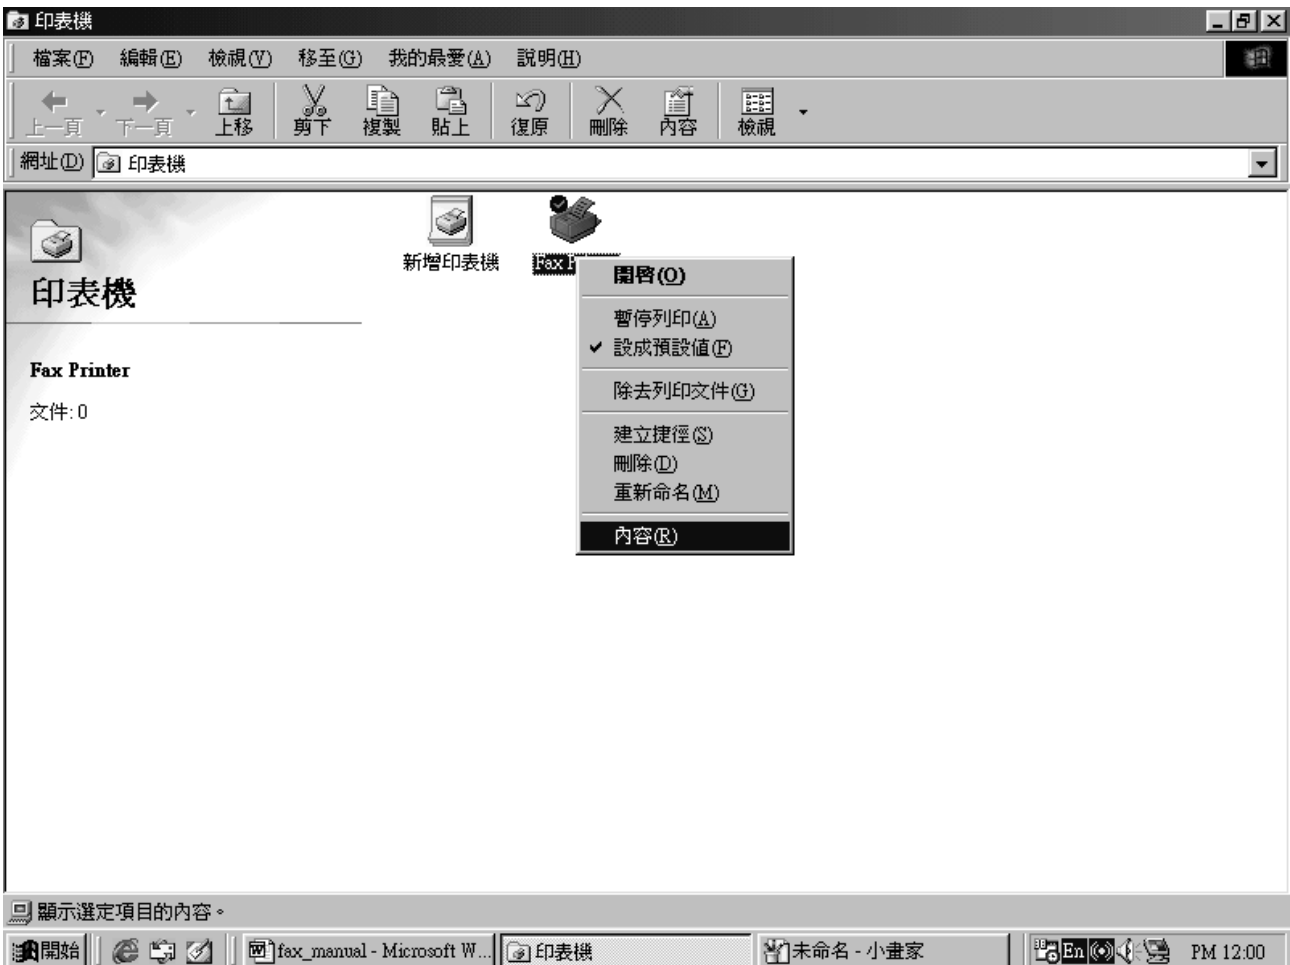 印表機
檔案(F) 編輯(E) 檢視(V) 移至(G) 我的最愛(A) 說明(H)
上一頁 下一頁 上移 剪下 複製 貼上 復原 刪除 內容 檢視
網址(D) 印表機
新增印表機
印表機
Fax Printer
文件: 0
開啓(O)
暫停列印(A)
設成預設值(F)
除去列印文件(G)
建立捷徑(S)
刪除(D)
重新命名(M)
內容(R)
顯示選定項目的內容。
開始 fax_manual - Microsoft W... 印表機 未命名 - 小畫家 En PM 12:00